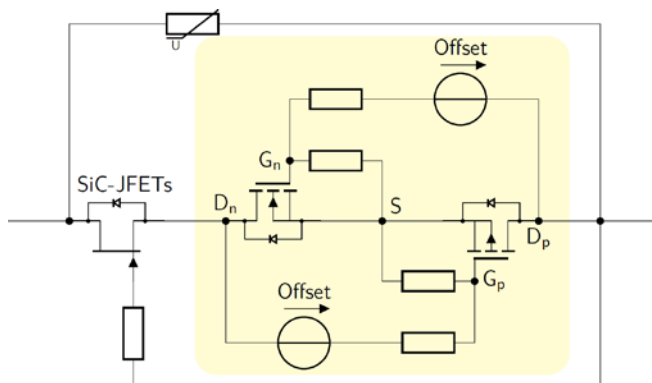 U
Offset
Gₙ
SiC-JFETs
Dₙ
S
Dₚ
Gₚ
Offset